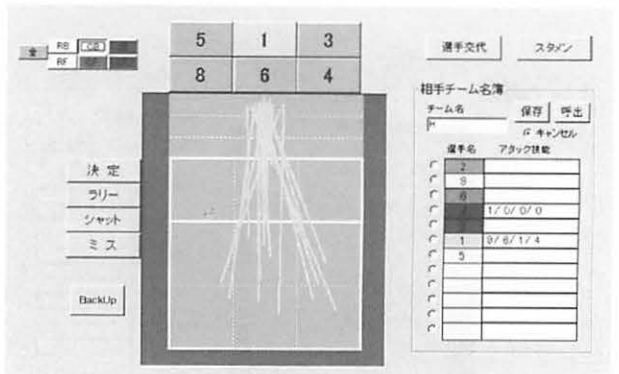 5 1 3
8 6 4
全 RB CB
RF
選手交代 スタメン
相手チーム名簿
チーム名 保存 呼出
H
キャンセル
選手名 アタック技能
2
8
6
1/0/0/0
1 9/6/1/4
5
決 定
ラリー
シャット
ミス
BackUp